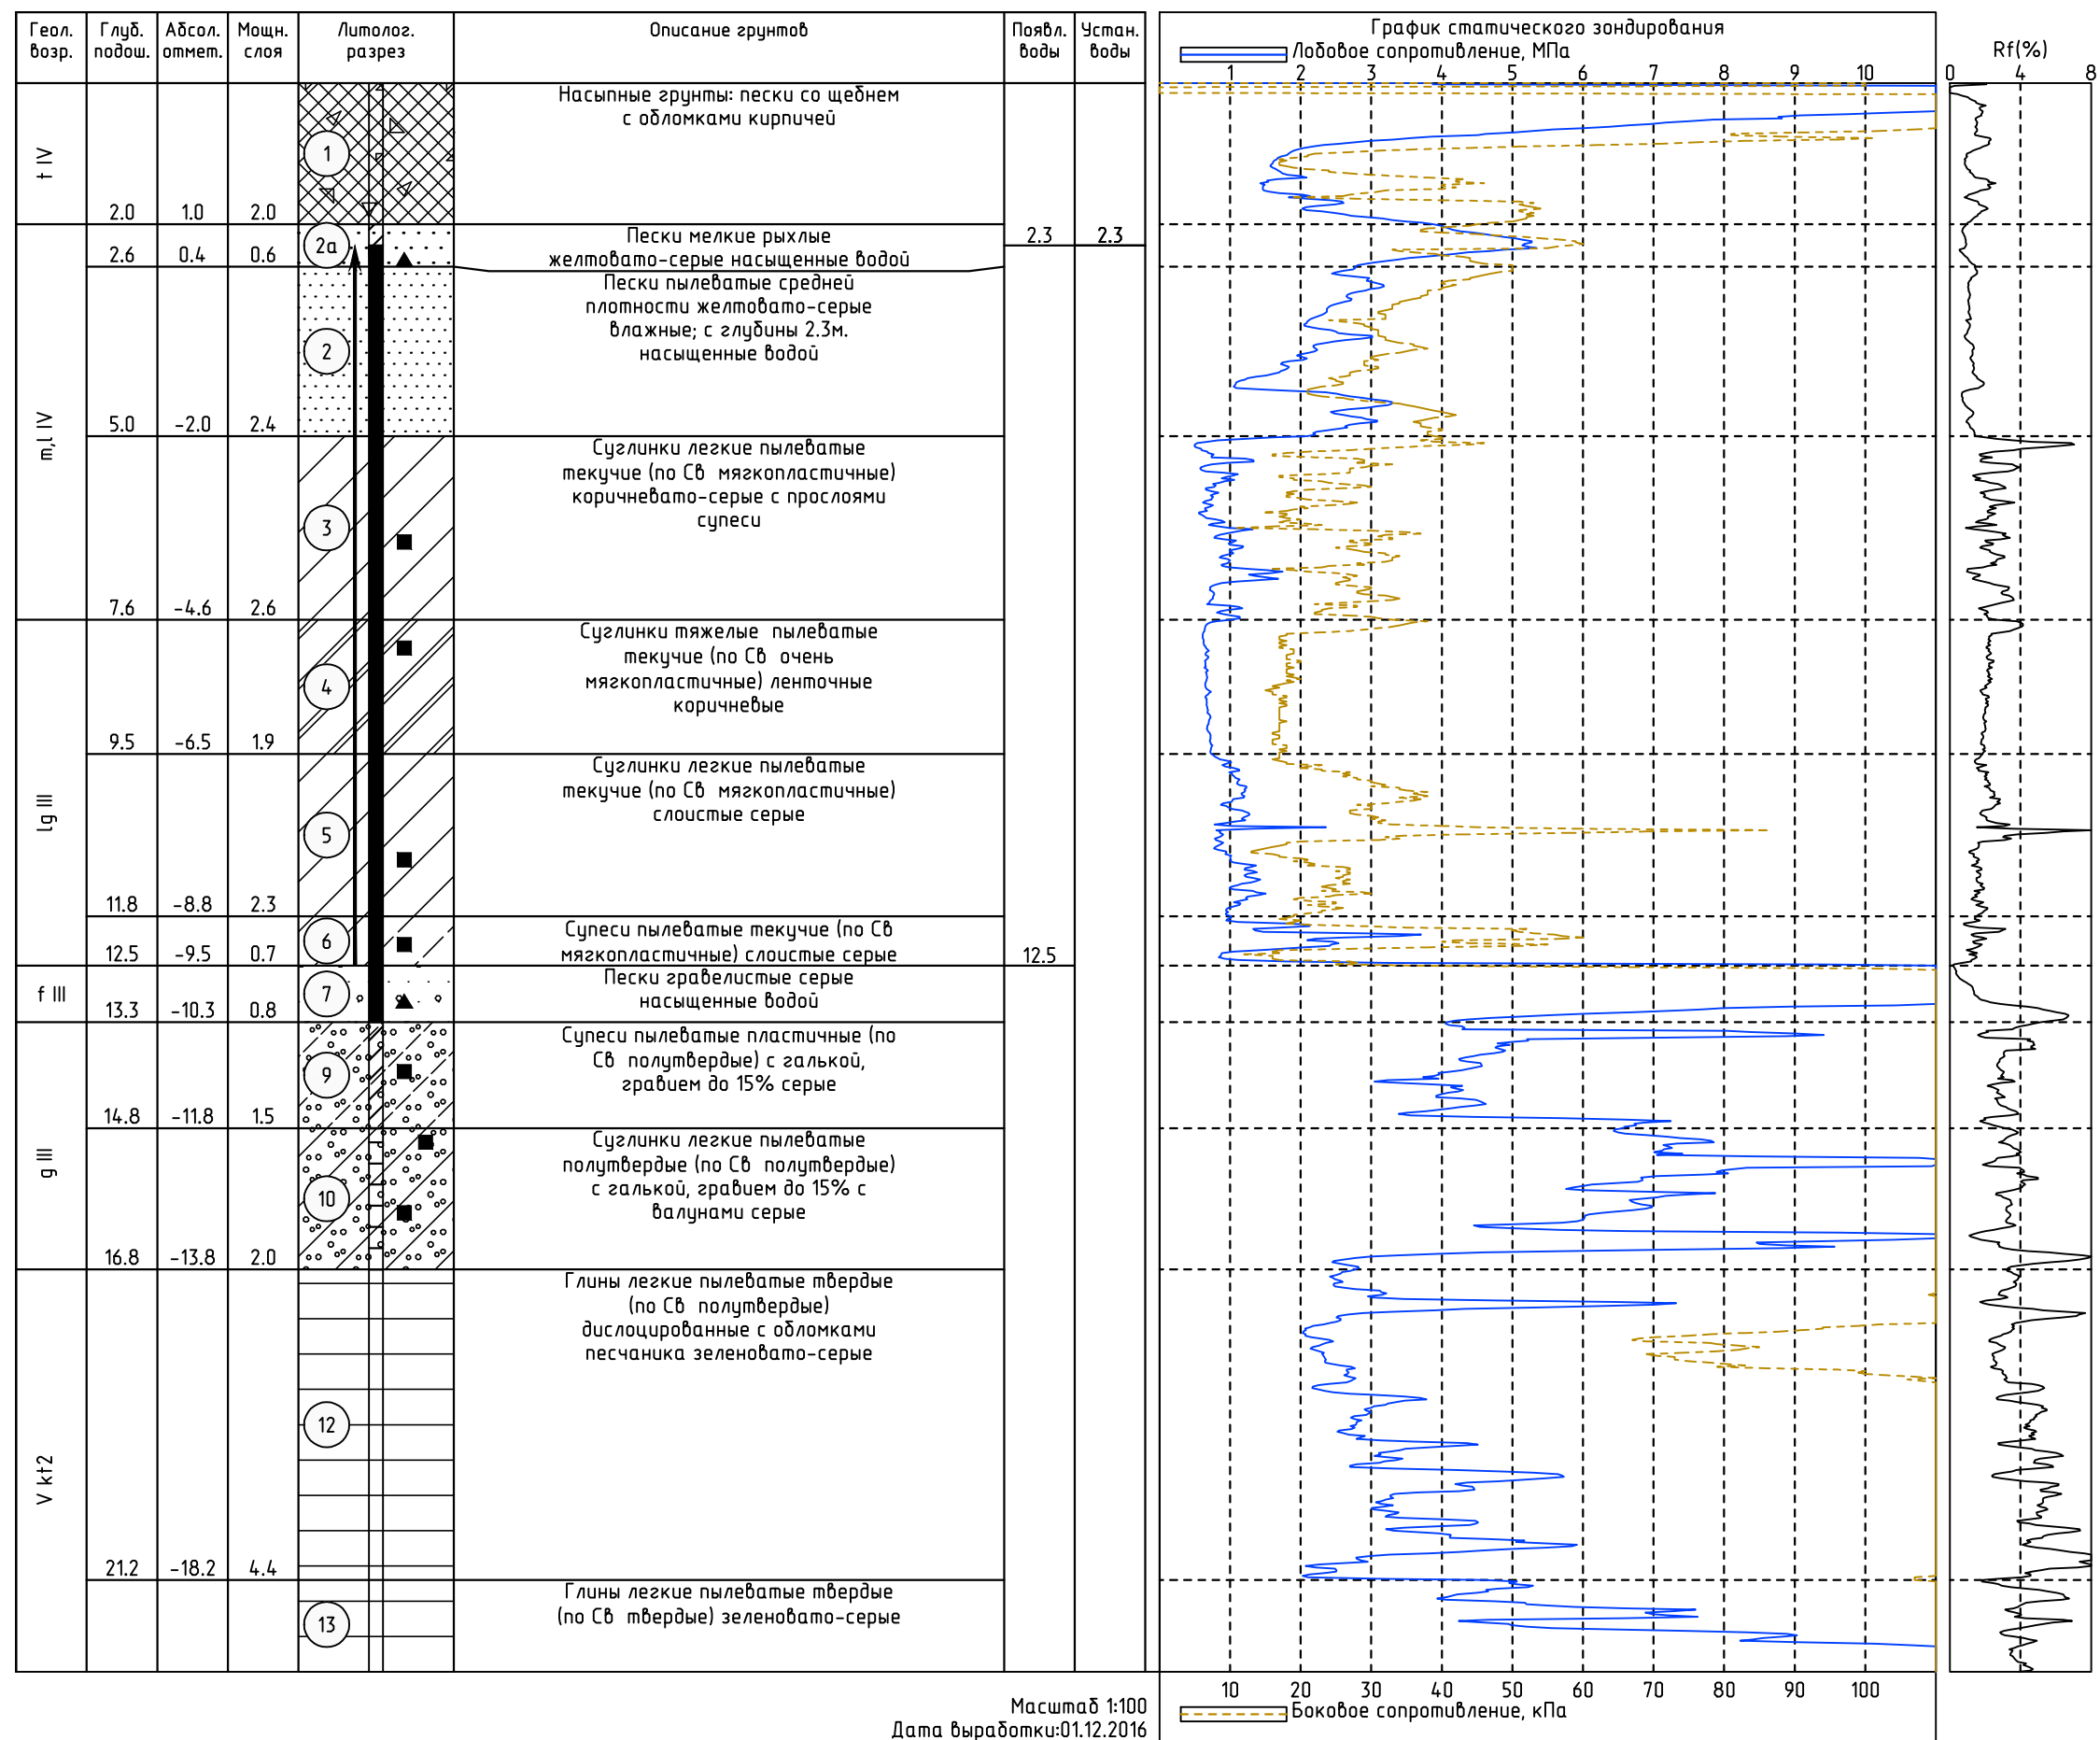 Геол. возр.
Глуб. подош.
Абсол. отмет.
Мощн. слоя
Литолог. разрез
Описание грунтов
Появл. воды
Устан. воды
График статического зондирования
Лобовое сопротивление, МПа
1 2 3 4 5 6 7 8 9 10
Rf(%)
0 4 8
t IV
1
2.0 1.0 2.0
Насыпные грунты: пески со щебнем
с обломками кирпичей
m,l IV
2а
2.6 0.4 0.6
Пески мелкие рыхлые
желтовато-серые насыщенные водой
2.3 2.3
2
5.0 -2.0 2.4
Пески пылеватые средней
плотности желтовато-серые
влажные; с глубины 2.3м.
насыщенные водой
3
7.6 -4.6 2.6
Суглинки легкие пылеватые
текучие (по Св мягкопластичные)
коричневато-серые с прослоями
супеси
lg III
4
9.5 -6.5 1.9
Суглинки тяжелые пылеватые
текучие (по Св очень
мягкопластичные) ленточные
коричневые
5
11.8 -8.8 2.3
Суглинки легкие пылеватые
текучие (по Св мягкопластичные)
слоистые серые
6
12.5 -9.5 0.7
Супеси пылеватые текучие (по Св
мягкопластичные) слоистые серые
12.5
f III
7
13.3 -10.3 0.8
Пески гравелистые серые
насыщенные водой
g III
9
14.8 -11.8 1.5
Супеси пылеватые пластичные (по
Св полутвердые) с галькой,
гравием до 15% серые
10
16.8 -13.8 2.0
Суглинки легкие пылеватые
полутвердые (по Св полутвердые)
с галькой, гравием до 15% с
валунами серые
V kt2
12
21.2 -18.2 4.4
Глины легкие пылеватые твердые
(по Св полутвердые)
дислоцированные с обломками
песчаника зеленовато-серые
13
Глины легкие пылеватые твердые
(по Св твердые) зеленовато-серые
10 20 30 40 50 60 70 80 90 100
Боковое сопротивление, кПа
Масштаб 1:100
Дата выработки:01.12.2016